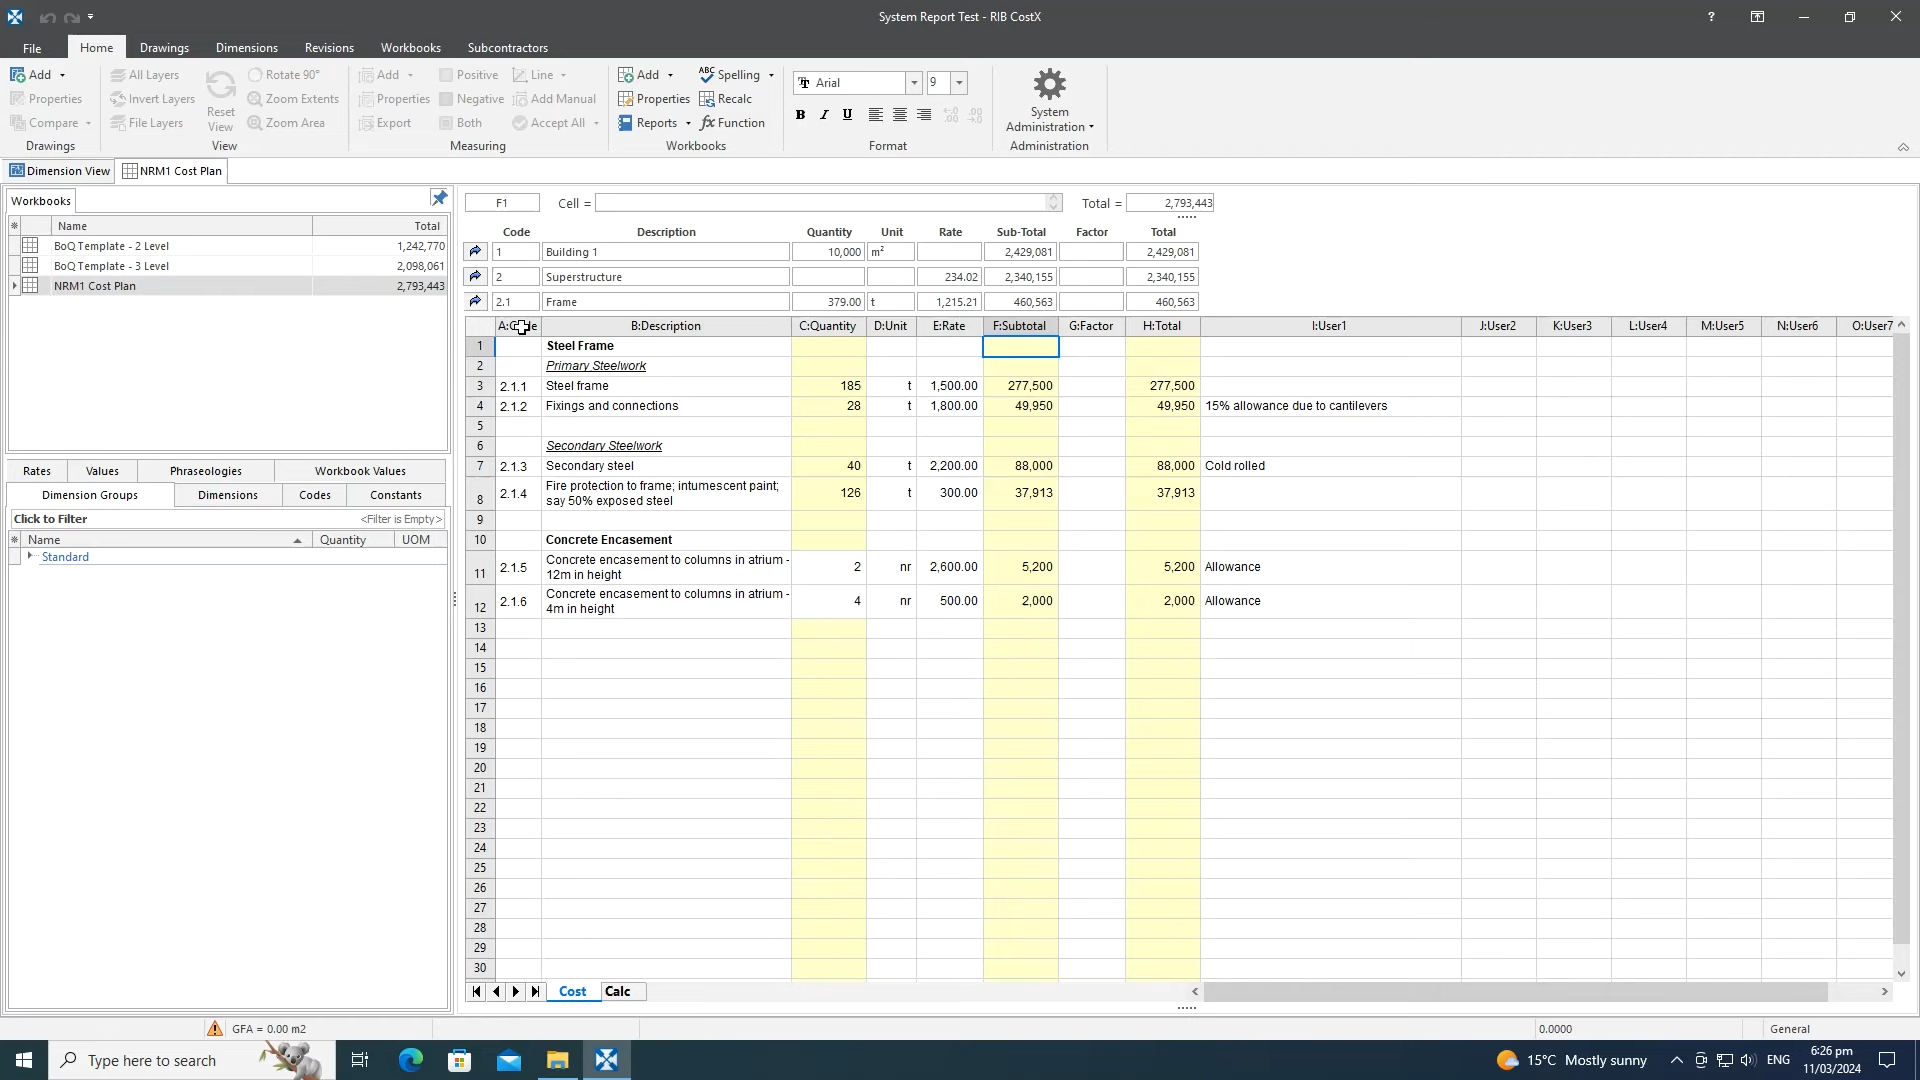 System Report Test - RIB CostX
?
File Home Drawings Dimensions Revisions Workbooks Subcontractors
Add All Layers Rotate 90° Add Positive Line Add Spelling Arial 9
Properties Invert Layers Reset View Zoom Extents Properties Negative Add Manual Properties Recalc B I U System Administration
Compare File Layers Zoom Area Export Both Accept All Reports fx Function
Drawings View Measuring Workbooks Format Administration
Dimension View NRM1 Cost Plan
Workbooks
Name Total
BoQ Template - 2 Level 1,242,770
BoQ Template - 3 Level 2,098,061
NRM1 Cost Plan 2,793,443
Rates Values Phraseologies Workbook Values
Dimension Groups Dimensions Codes Constants
Click to Filter <Filter is Empty>
Name Quantity UOM
Standard
F1 Cell = Total = 2,793,443
Code Description Quantity Unit Rate Sub-Total Factor Total
1 Building 1 10,000 m² 2,429,081 2,429,081
2 Superstructure 234.02 2,340,155 2,340,155
2.1 Frame 379.00 t 1,215.21 460,563 460,563
B:Description C:Quantity D:Unit E:Rate F:Subtotal G:Factor H:Total I:User1 J:User2 K:User3 L:User4 M:User5 N:User6 O:User7
1 Steel Frame
2 Primary Steelwork
3 2.1.1 Steel frame 185 t 1,500.00 277,500 277,500
4 2.1.2 Fixings and connections 28 t 1,800.00 49,950 49,950 15% allowance due to cantilevers
5
6 Secondary Steelwork
7 2.1.3 Secondary steel 40 t 2,200.00 88,000 88,000 Cold rolled
8 2.1.4 Fire protection to frame; intumescent paint; say 50% exposed steel 126 t 300.00 37,913 37,913
9
10 Concrete Encasement
11 2.1.5 Concrete encasement to columns in atrium - 12m in height 2 nr 2,600.00 5,200 5,200 Allowance
12 2.1.6 Concrete encasement to columns in atrium - 4m in height 4 nr 500.00 2,000 2,000 Allowance
13
14
15
16
17
18
19
20
21
22
23
24
25
26
27
28
29
30
Cost Calc
GFA = 0.00 m2 0.0000 General
Type here to search 15°C Mostly sunny ENG 6:26 pm
11/03/2024